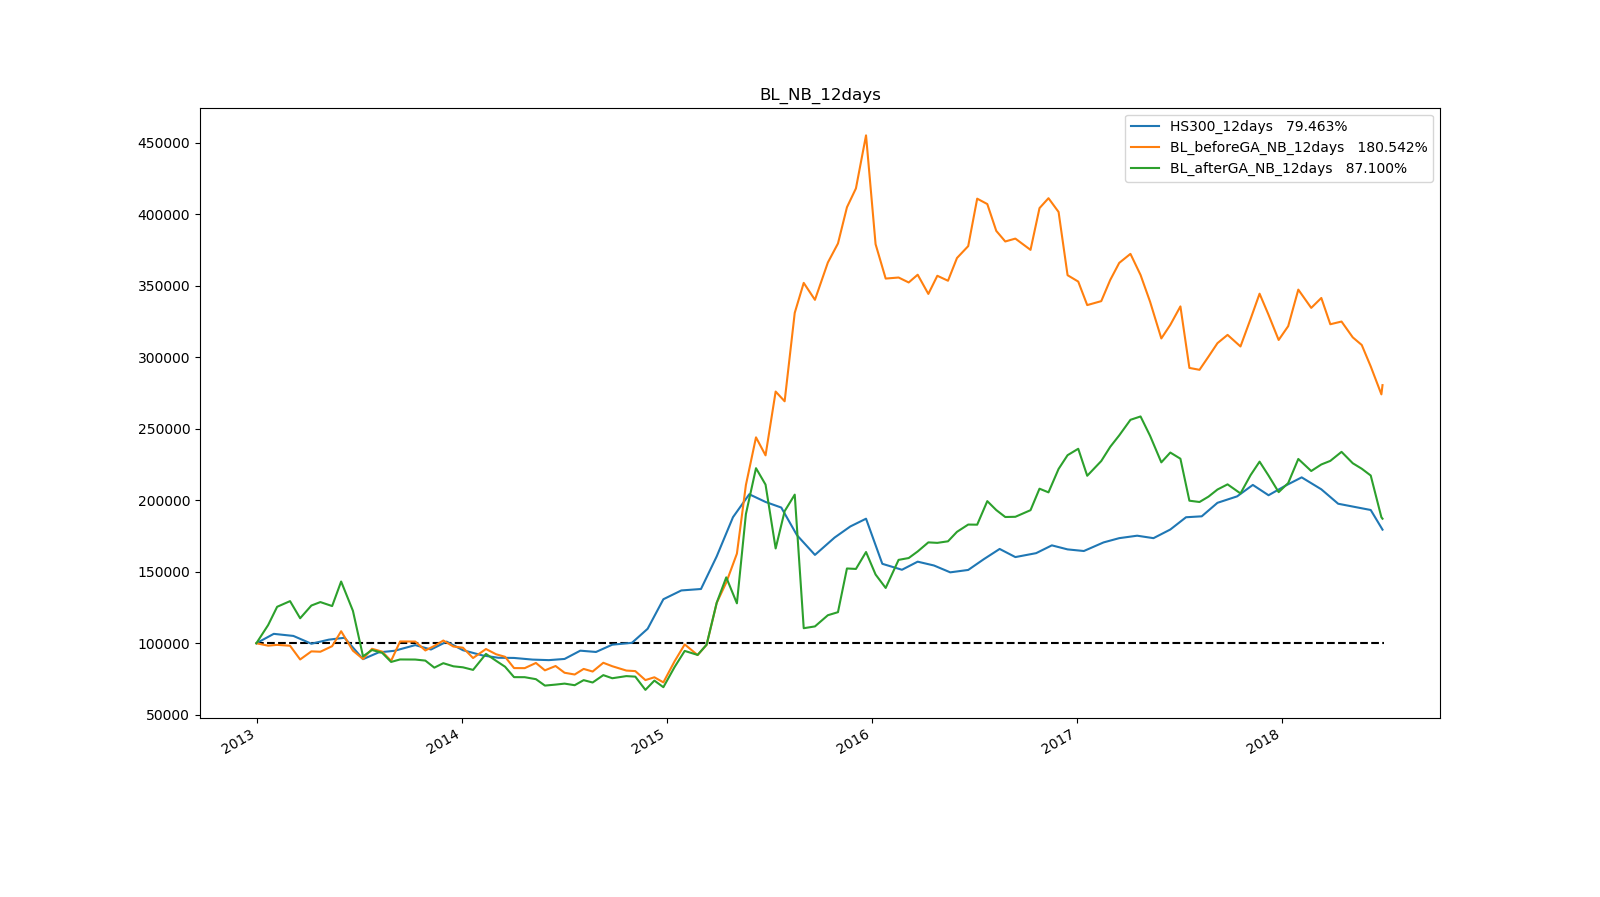 BL_NB_12days
HS300_12days 79.463%
BL_beforeGA_NB_12days 180.542%
BL_afterGA_NB_12days 87.100%
450000
400000
350000
300000
250000
200000
150000
100000
50000
2013 2014 2015 2016 2017 2018